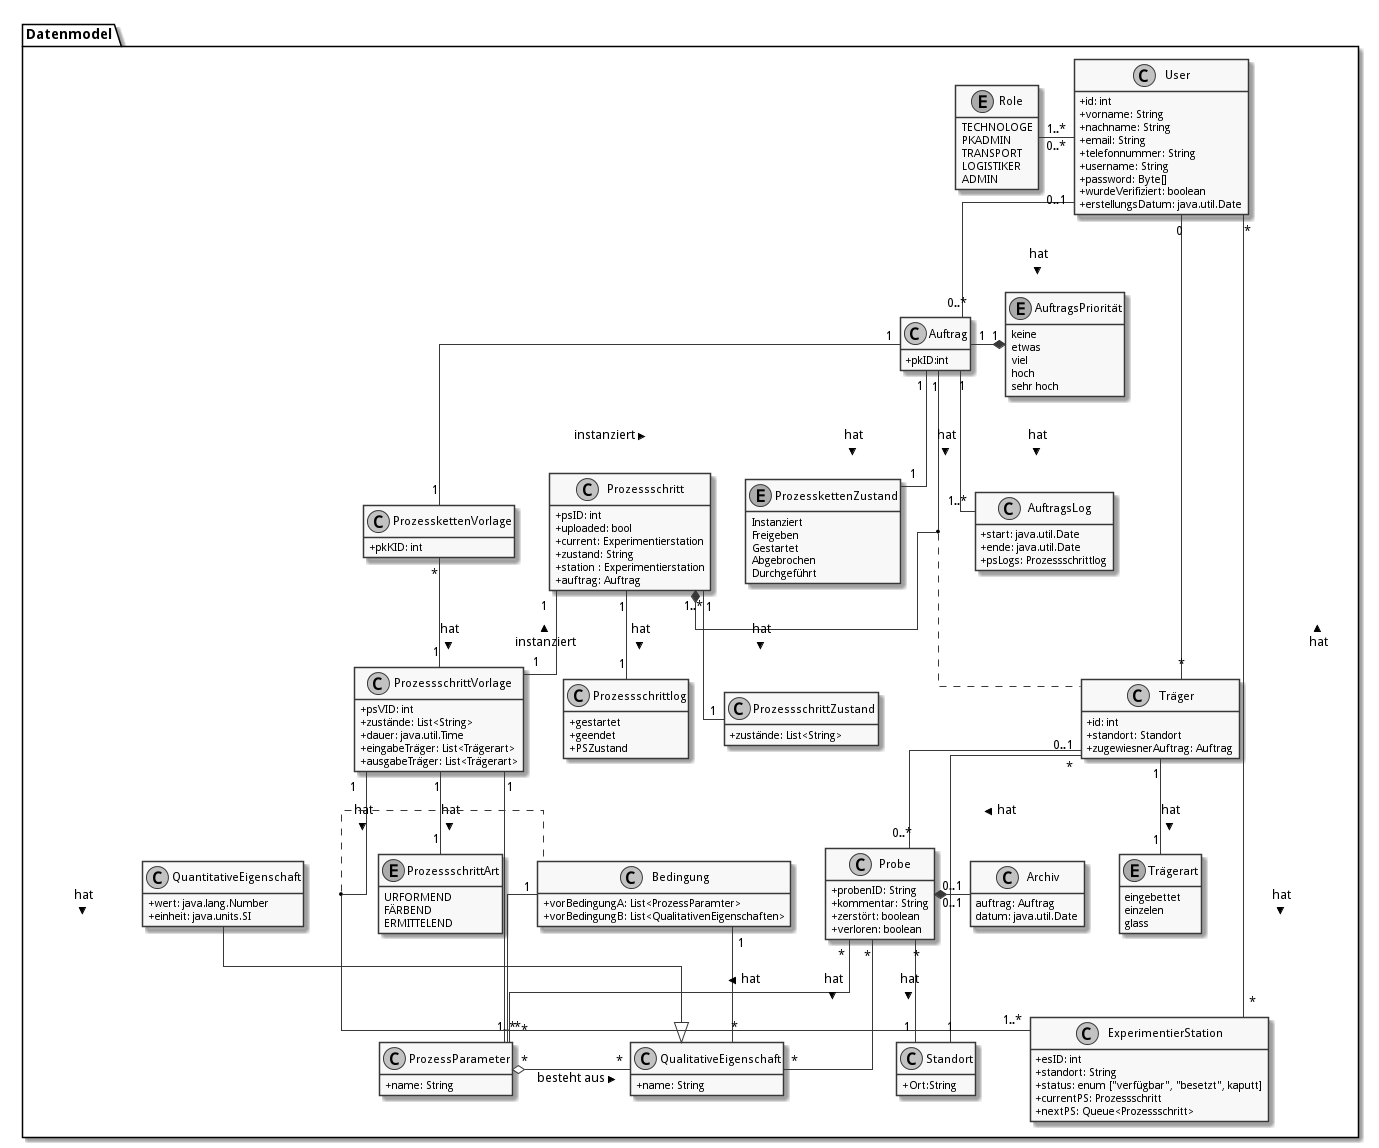 Datenmodel
C User
+id: int
+vorname: String
+nachname: String
+email: String
+telefonnummer: String
+username: String
+password: Byte[]
+wurdeVerifiziert: boolean
+erstellungsDatum: java.util.Date
E Role
TECHNOLOGE
PKADMIN
TRANSPORT
LOGISTIKER
ADMIN
1..*
0..*
0..1
0
*
hat
0..*
E AuftragsPriorität
keine
etwas
viel
hoch
sehr hoch
C Auftrag
+pkID:int
1
1
1
1
1
1
instanziert
hat
hat
hat
1
1
1..*
C ProzesskettenVorlage
+pkKID: int
C Prozessschritt
+psID: int
+uploaded: bool
+current: Experimentierstation
+zustand: String
+station : Experimentierstation
+auftrag: Auftrag
E ProzesskettenZustand
Instanziert
Freigeben
Gestartet
Abgebrochen
Durchgeführt
C AuftragsLog
+start: java.util.Date
+ende: java.util.Date
+psLogs: Prozessschrittlog
*
1
1
1..*
1
hat
instanziert
hat
hat
hat
1
1
1
*
C ProzessschrittVorlage
+psVID: int
+zustände: List<String>
+dauer: java.util.Time
+eingabeTräger: List<Trägerart>
+ausgabeTräger: List<Trägerart>
C Prozessschrittlog
+gestartet
+geendet
+PSZustand
1
C ProzessschrittZustand
+zustände: List<String>
C Träger
+id: int
+standort: Standort
+zugewiesnerAuftrag: Auftrag
0..1
*
1
1
1
1
hat
hat
hat
hat
1
0..*
1
C QuantitativeEigenschaft
+wert: java.lang.Number
+einheit: java.units.SI
E ProzessschrittArt
URFORMEND
FÄRBEND
ERMITTELEND
1
C Bedingung
+vorBedingungA: List<ProzessParamter>
+vorBedingungB: List<QualitativenEigenschaften>
C Probe
+probenID: String
+kommentar: String
+zerstört: boolean
+verloren: boolean
0..1
0..1
C Archiv
auftrag: Auftrag
datum: java.util.Date
E Trägerart
eingebettet
einzelen
glass
hat
hat
1
*
*
*
hat
hat
hat
*
1
*
*
*
1
1
1..*
C ProzessParameter
+name: String
*
besteht aus
*
C QualitativeEigenschaft
+name: String
*
C Standort
+Ort:String
C ExperimentierStation
+esID: int
+standort: String
+status: enum ["verfügbar", "besetzt", kaputt]
+currentPS: Prozessschritt
+nextPS: Queue<Prozessschritt>